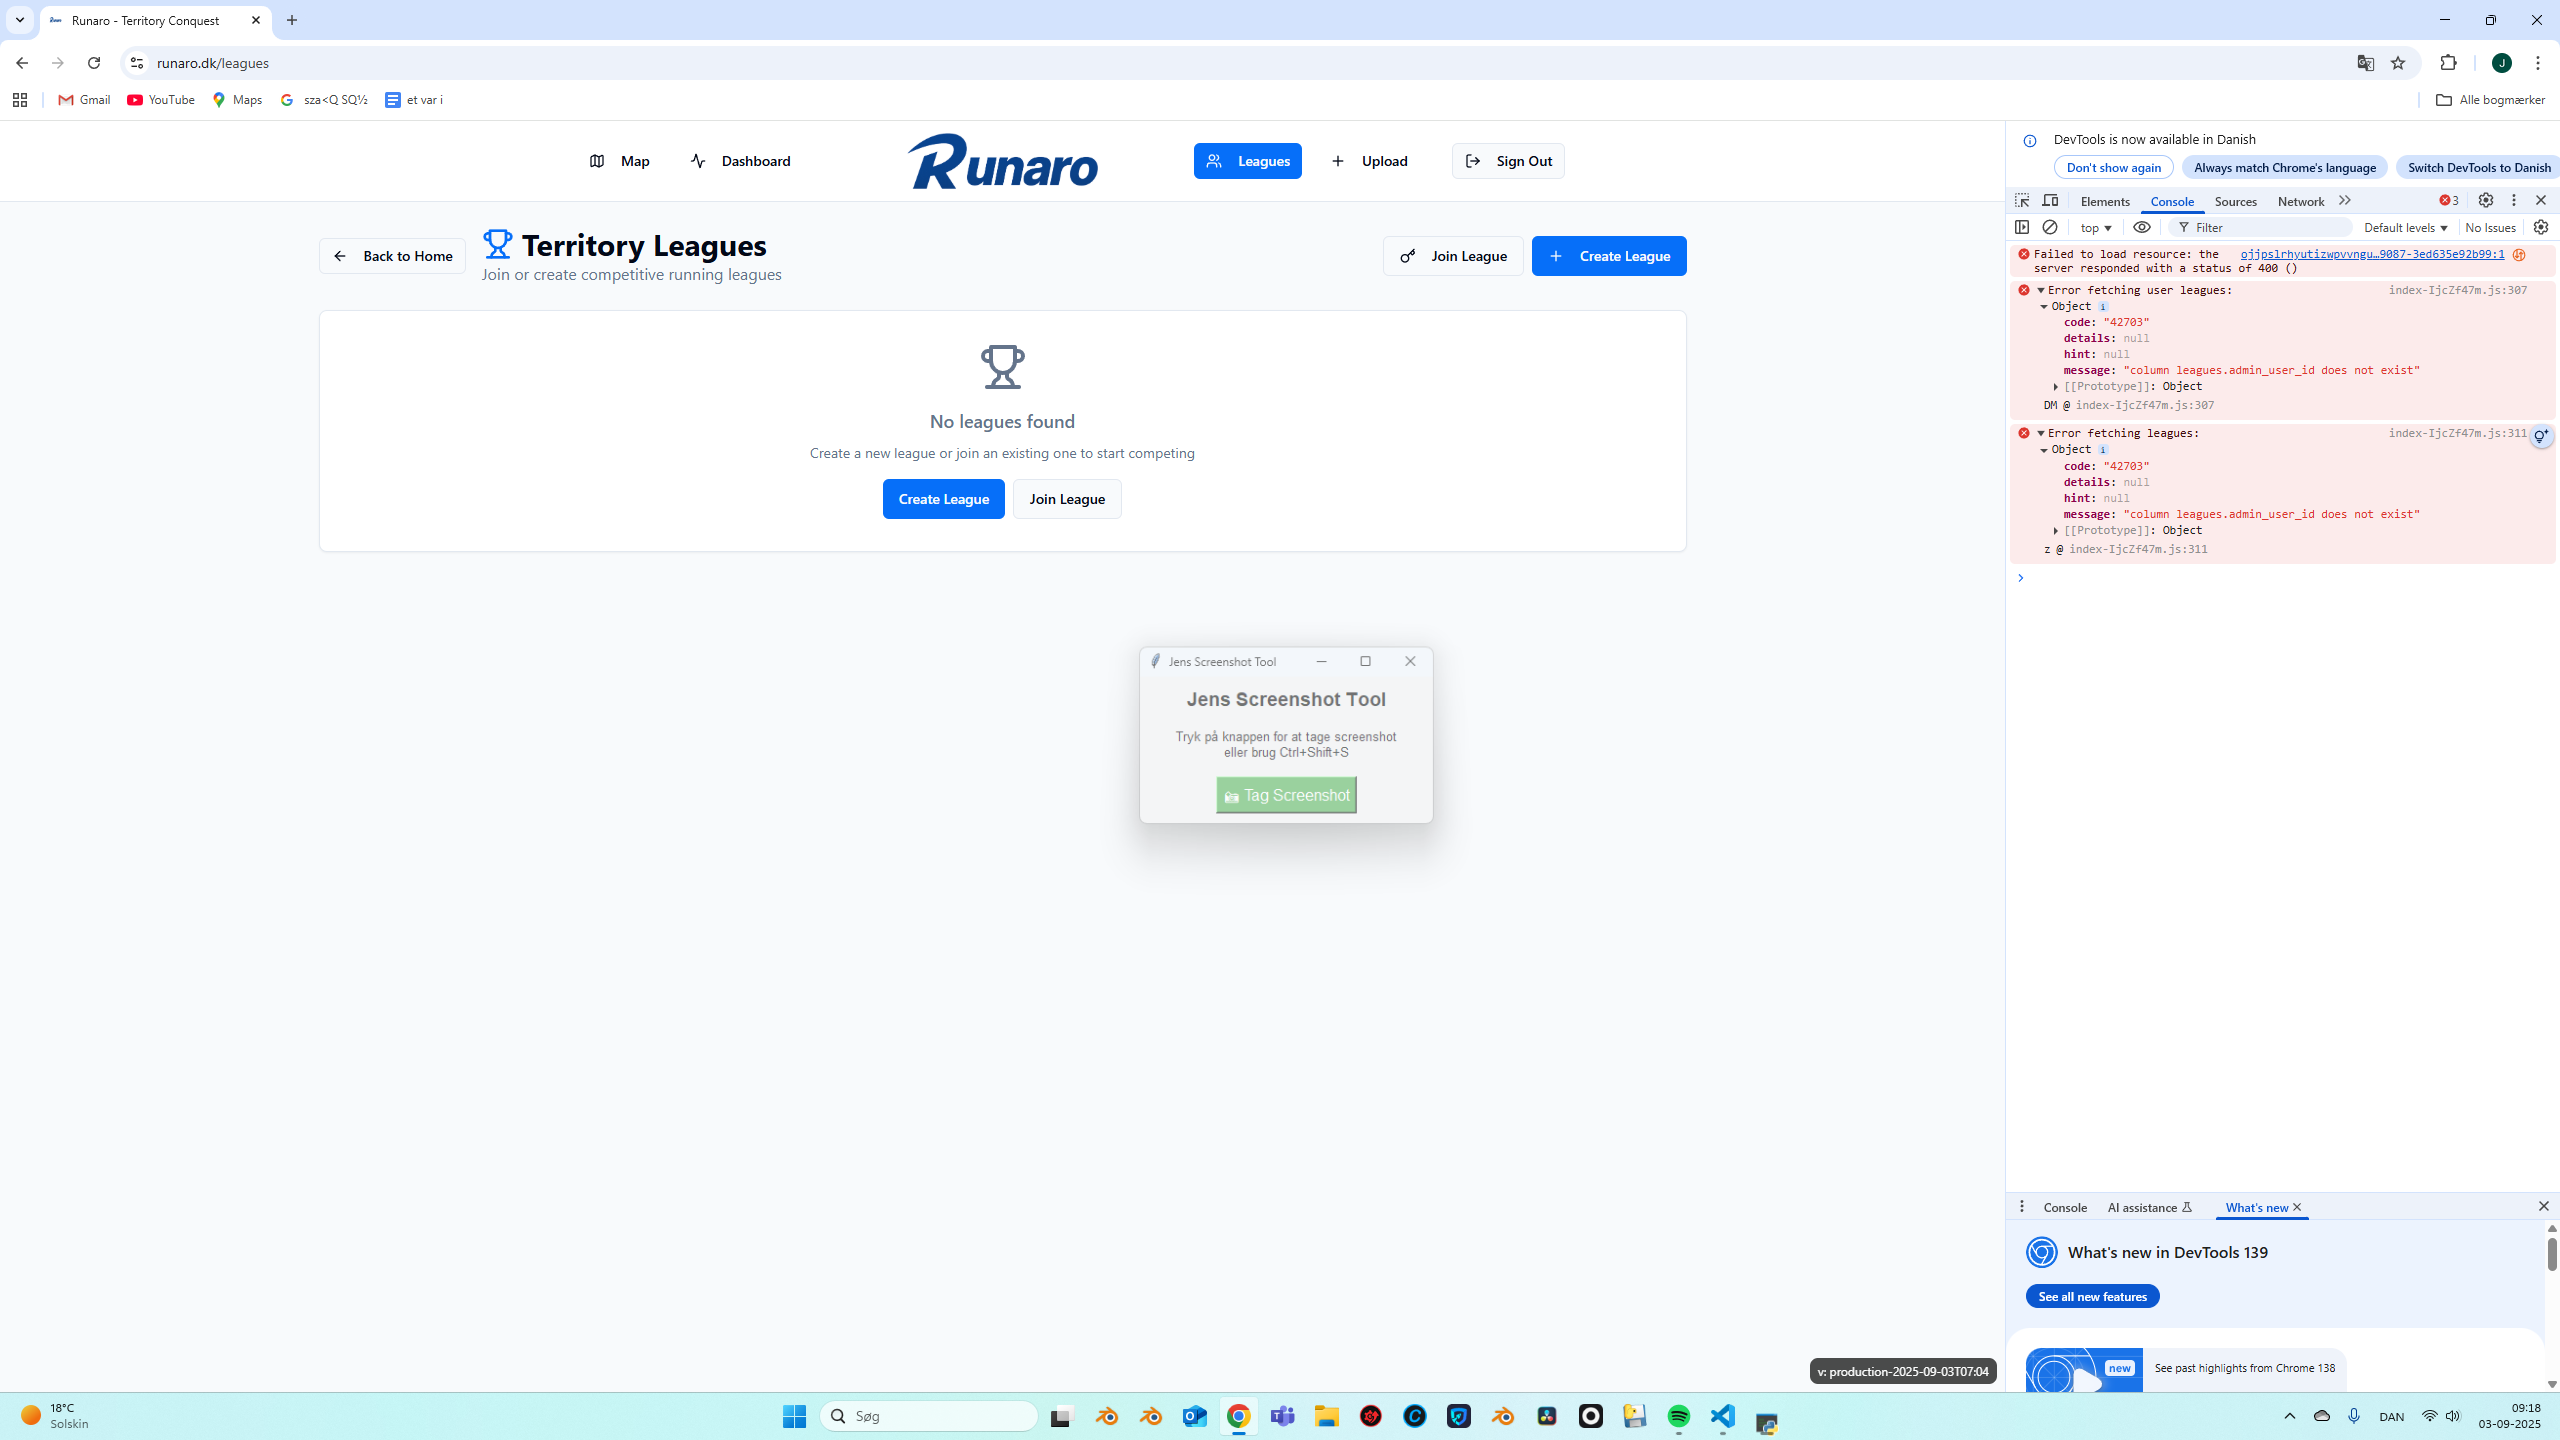 Runaro - Territory Conquest
runaro.dk/leagues
J
Gmail
YouTube
Maps
sza<Q SQ½
et var i
Alle bogmærker
Map
Dashboard
Runaro
Leagues
Upload
Sign Out
Back to Home
Territory Leagues
Join or create competitive running leagues
Join League
Create League
No leagues found
Create a new league or join an existing one to start competing
Create League
Join League
Jens Screenshot Tool
Jens Screenshot Tool
Tryk på knappen for at tage screenshot
eller brug Ctrl+Shift+S
Tag Screenshot
v: production-2025-09-03T07:04
DevTools is now available in Danish
Don't show again
Always match Chrome's language
Switch DevTools to Danish
Elements
Console
Sources
Network
3
top
Filter
Default levels
No Issues
Failed to load resource: the ojjpslrhyutizwpvvngu…9087-3ed635e92b99:1
server responded with a status of 400 ()
Error fetching user leagues: index-IjcZf47m.js:307
Object i
code: "42703"
details: null
hint: null
message: "column leagues.admin_user_id does not exist"
[[Prototype]]: Object
DM @ index-IjcZf47m.js:307
Error fetching leagues: index-IjcZf47m.js:311
Object i
code: "42703"
details: null
hint: null
message: "column leagues.admin_user_id does not exist"
[[Prototype]]: Object
z @ index-IjcZf47m.js:311
Console
AI assistance
What's new
What's new in DevTools 139
See all new features
new
See past highlights from Chrome 138
18°C
Solskin
Søg
DAN
09:18
03-09-2025